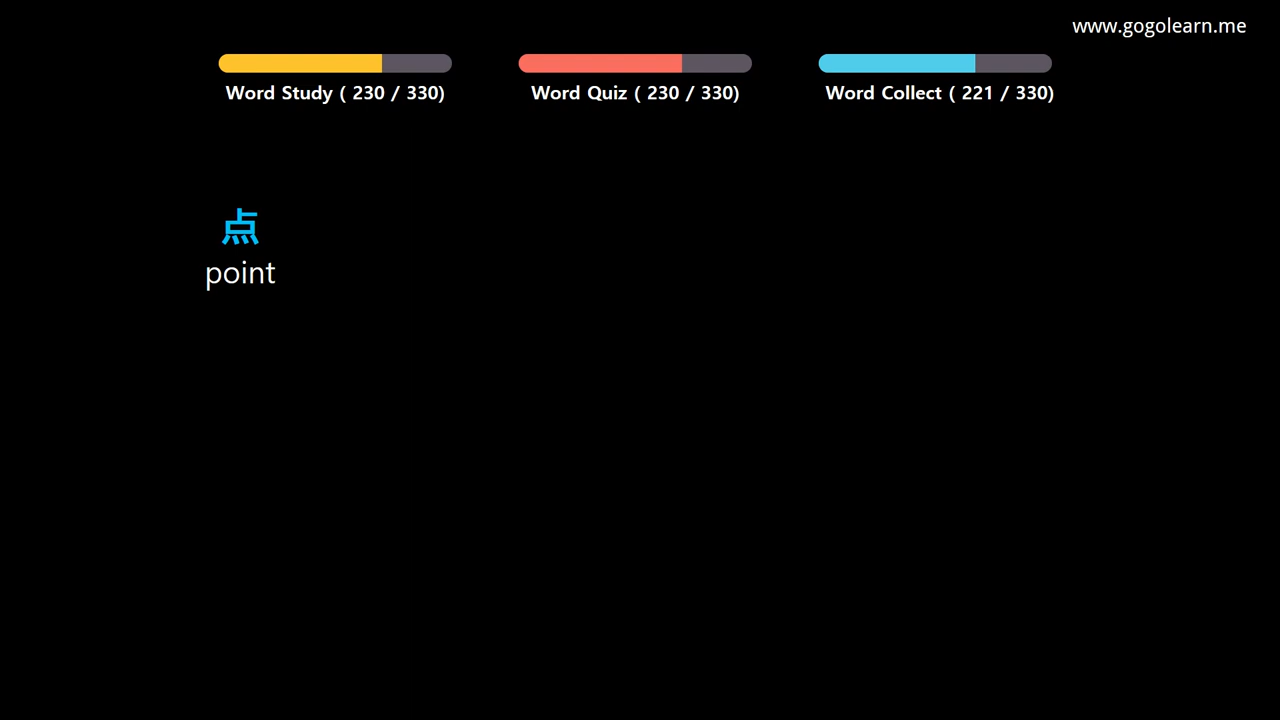 www.gogolearn.me
Word Study ( 230 / 330)
Word Quiz ( 230 / 330)
Word Collect ( 221 / 330)
点
point